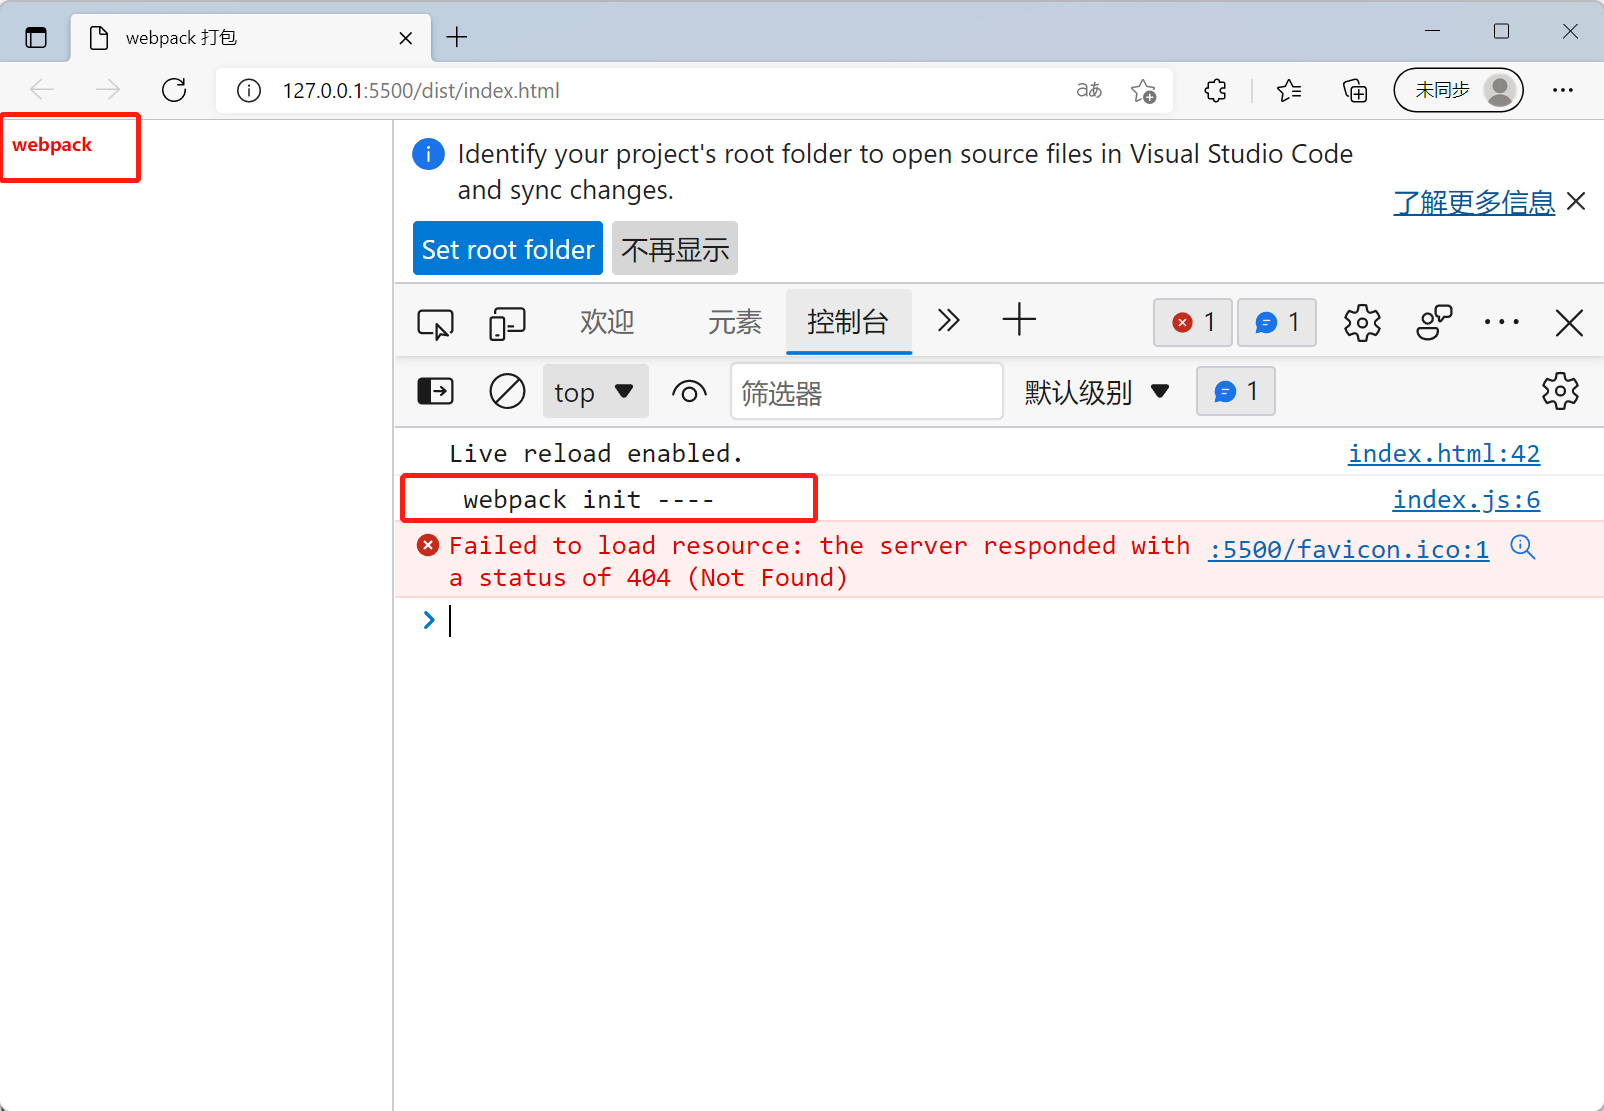 webpack 打包
127.0.0.1:5500/dist/index.html
aあ
未同步
webpack
Identify your project's root folder to open source files in Visual Studio Code
and sync changes.
了解更多信息
Set root folder
不再显示
欢迎
元素
控制台
1
1
top
筛选器
默认级别
1
Live reload enabled.
index.html:42
webpack init ----
index.js:6
Failed to load resource: the server responded with
:5500/favicon.ico:1
a status of 404 (Not Found)